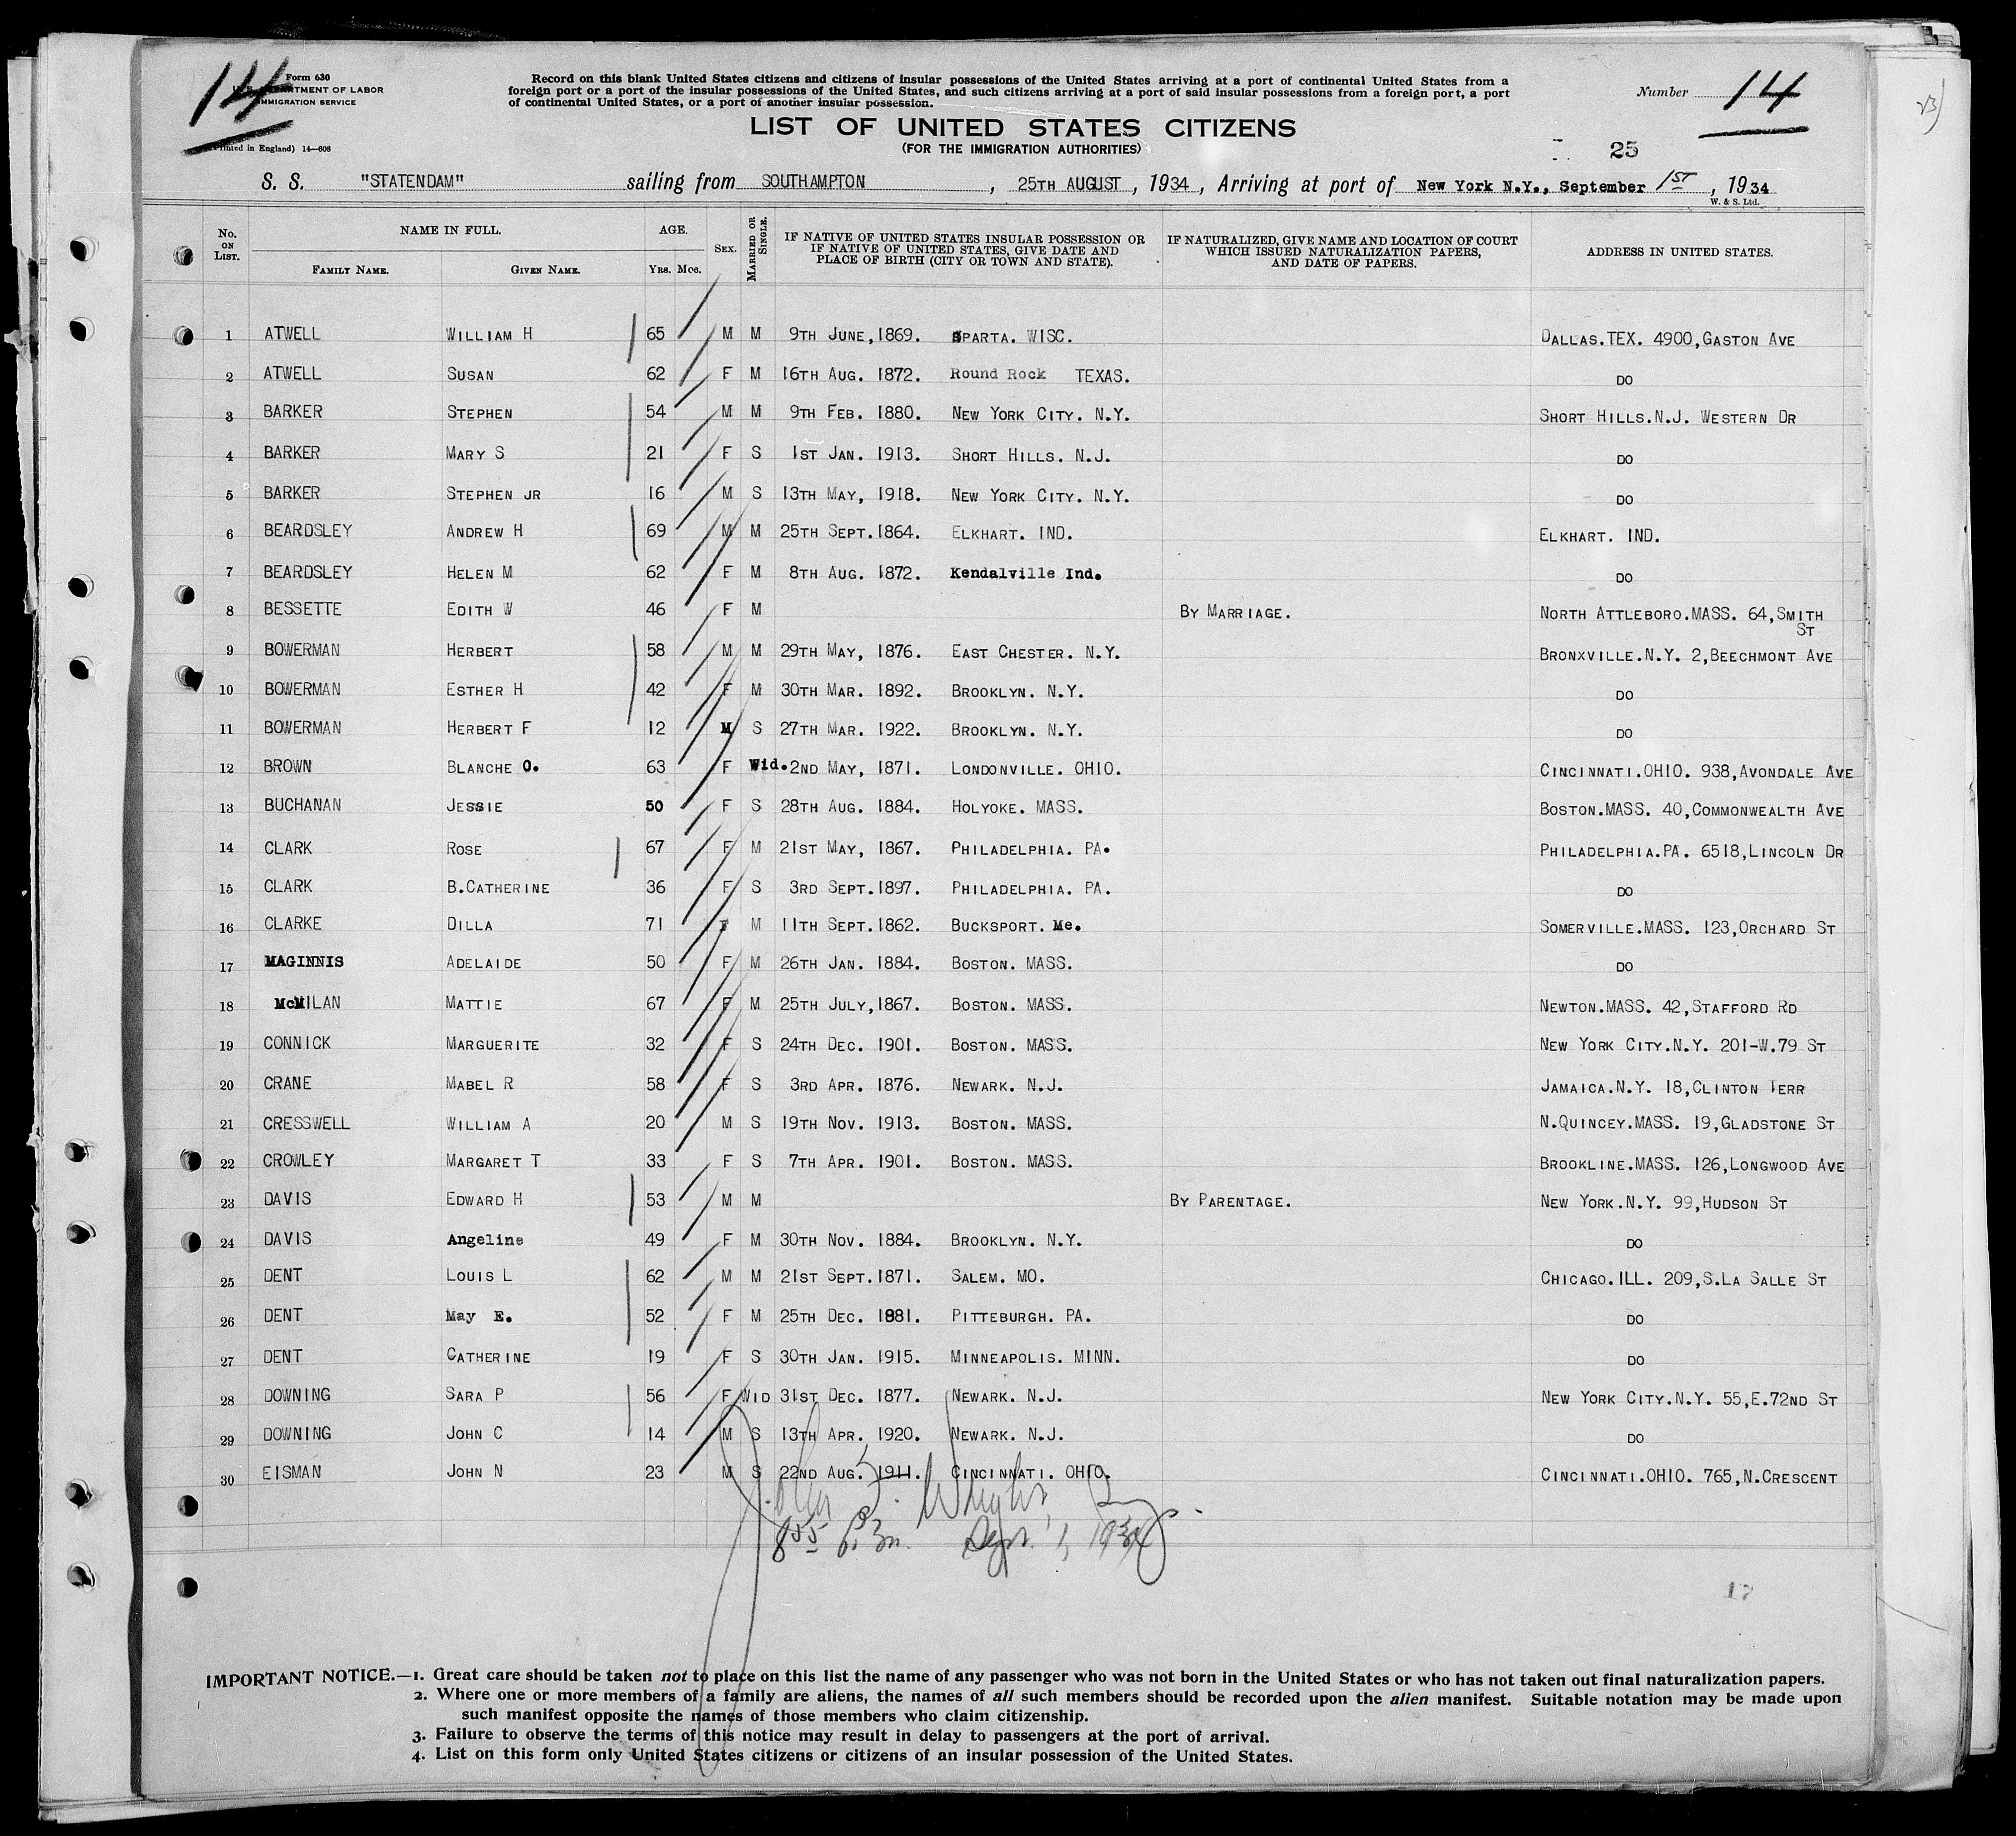 14
Form 630
U.S. DEPARTMENT OF LABOR
IMMIGRATION SERVICE
(Printed in England) 14—608
Record on this blank United States citizens and citizens of insular possessions of the United States arriving at a port of continental United States from a
foreign port or a port of the insular possessions of the United States, and such citizens arriving at a port of said insular possessions from a foreign port, a port
of continental United States, or a port of another insular possession.
Number 14
LIST OF UNITED STATES CITIZENS
(FOR THE IMMIGRATION AUTHORITIES)
25
S. S. "STATENDAM" sailing from SOUTHAMPTON, 25TH AUGUST, 1934, Arriving at port of New York N.Y., September 1ST, 1934
W. & S. Ltd.
No. ON LIST. NAME IN FULL. FAMILY NAME. GIVEN NAME. AGE. YRS. MOS. SEX. MARRIED OR SINGLE. IF NATIVE OF UNITED STATES INSULAR POSSESSION OR IF NATIVE OF UNITED STATES, GIVE DATE AND PLACE OF BIRTH (CITY OR TOWN AND STATE). IF NATURALIZED, GIVE NAME AND LOCATION OF COURT WHICH ISSUED NATURALIZATION PAPERS, AND DATE OF PAPERS. ADDRESS IN UNITED STATES.
1 ATWELL WILLIAM H 65 M M 9TH JUNE, 1869. SPARTA. WISC. DALLAS.TEX. 4900,GASTON AVE
2 ATWELL SUSAN 62 F M 16TH AUG. 1872. Round Rock TEXAS. DO
3 BARKER STEPHEN 54 M M 9TH FEB. 1880. NEW YORK CITY. N.Y. SHORT HILLS.N.J. WESTERN DR
4 BARKER MARY S 21 F S 1ST JAN. 1913. SHORT HILLS. N.J. DO
5 BARKER STEPHEN JR 16 M S 13TH MAY, 1918. NEW YORK CITY. N.Y. DO
6 BEARDSLEY ANDREW H 69 M M 25TH SEPT. 1864. ELKHART. IND. ELKHART. IND.
7 BEARDSLEY HELEN M 62 F M 8TH AUG. 1872. Kendalville Ind. DO
8 BESSETTE EDITH W 46 F M BY MARRIAGE. NORTH ATTLEBORO.MASS. 64,SMITH
ST
9 BOWERMAN HERBERT 58 M M 29TH MAY, 1876. EAST CHESTER. N.Y. BRONXVILLE.N.Y. 2,BEECHMONT AVE
10 BOWERMAN ESTHER H 42 F M 30TH MAR. 1892. BROOKLYN. N.Y. DO
11 BOWERMAN HERBERT F 12 M S 27TH MAR. 1922. BROOKLYN. N.Y. DO
12 BROWN BLANCHE O. 63 F Wid. 2ND MAY, 1871. LONDONVILLE. OHIO. CINCINNATI.OHIO. 938,AVONDALE AVE
13 BUCHANAN JESSIE 50 F S 28TH AUG. 1884. HOLYOKE. MASS. BOSTON.MASS. 40,COMMONWEALTH AVE
14 CLARK ROSE 67 F M 21ST MAY, 1867. PHILADELPHIA. PA. PHILADELPHIA.PA. 6518,LINCOLN DR
15 CLARK B.CATHERINE 36 F S 3RD SEPT. 1897. PHILADELPHIA. PA. DO
16 CLARKE DILLA 71 F M 11TH SEPT. 1862. BUCKSPORT. Me. SOMERVILLE.MASS. 123,ORCHARD ST
17 MAGINNIS ADELAIDE 50 F M 26TH JAN. 1884. BOSTON. MASS. DO
18 McMILAN MATTIE 67 F M 25TH JULY, 1867. BOSTON. MASS. NEWTON.MASS. 42,STAFFORD RD
19 CONNICK MARGUERITE 32 F S 24TH DEC. 1901. BOSTON. MASS. NEW YORK CITY.N.Y. 201-W.79 ST
20 CRANE MABEL R 58 F S 3RD APR. 1876. NEWARK. N.J. JAMAICA.N.Y. 18,CLINTON TERR
21 CRESSWELL WILLIAM A 20 M S 19TH NOV. 1913. BOSTON. MASS. N.QUINCEY.MASS. 19,GLADSTONE ST
22 CROWLEY MARGARET T 33 F S 7TH APR. 1901. BOSTON. MASS. BROOKLINE.MASS. 126,LONGWOOD AVE
23 DAVIS EDWARD H 53 M M BY PARENTAGE. NEW YORK.N.Y. 99,HUDSON ST
24 DAVIS Angeline 49 F M 30TH NOV. 1884. BROOKLYN. N.Y. DO
25 DENT LOUIS L 62 M M 21ST SEPT. 1871. SALEM. MO. CHICAGO.ILL. 209,S.LA SALLE ST
26 DENT May E. 52 F M 25TH DEC. 1881. PITTEBURGH. PA. DO
27 DENT CATHERINE 19 F S 30TH JAN. 1915. MINNEAPOLIS. MINN. DO
28 DOWNING SARA P 56 F WID 31ST DEC. 1877. NEWARK. N.J. NEW YORK CITY.N.Y. 55,E.72ND ST
29 DOWNING JOHN C 14 M S 13TH APR. 1920. NEWARK. N.J. DO
30 EISMAN JOHN N 23 M S 22ND AUG. 1911. CINCINNATI. OHIO. CINCINNATI.OHIO. 765,N.CRESCENT
8 55 P.M. Sept. 1, 1934
17
IMPORTANT NOTICE.—1. Great care should be taken not to place on this list the name of any passenger who was not born in the United States or who has not taken out final naturalization papers.
2. Where one or more members of a family are aliens, the names of all such members should be recorded upon the alien manifest. Suitable notation may be made upon
such manifest opposite the names of those members who claim citizenship.
3. Failure to observe the terms of this notice may result in delay to passengers at the port of arrival.
4. List on this form only United States citizens or citizens of an insular possession of the United States.